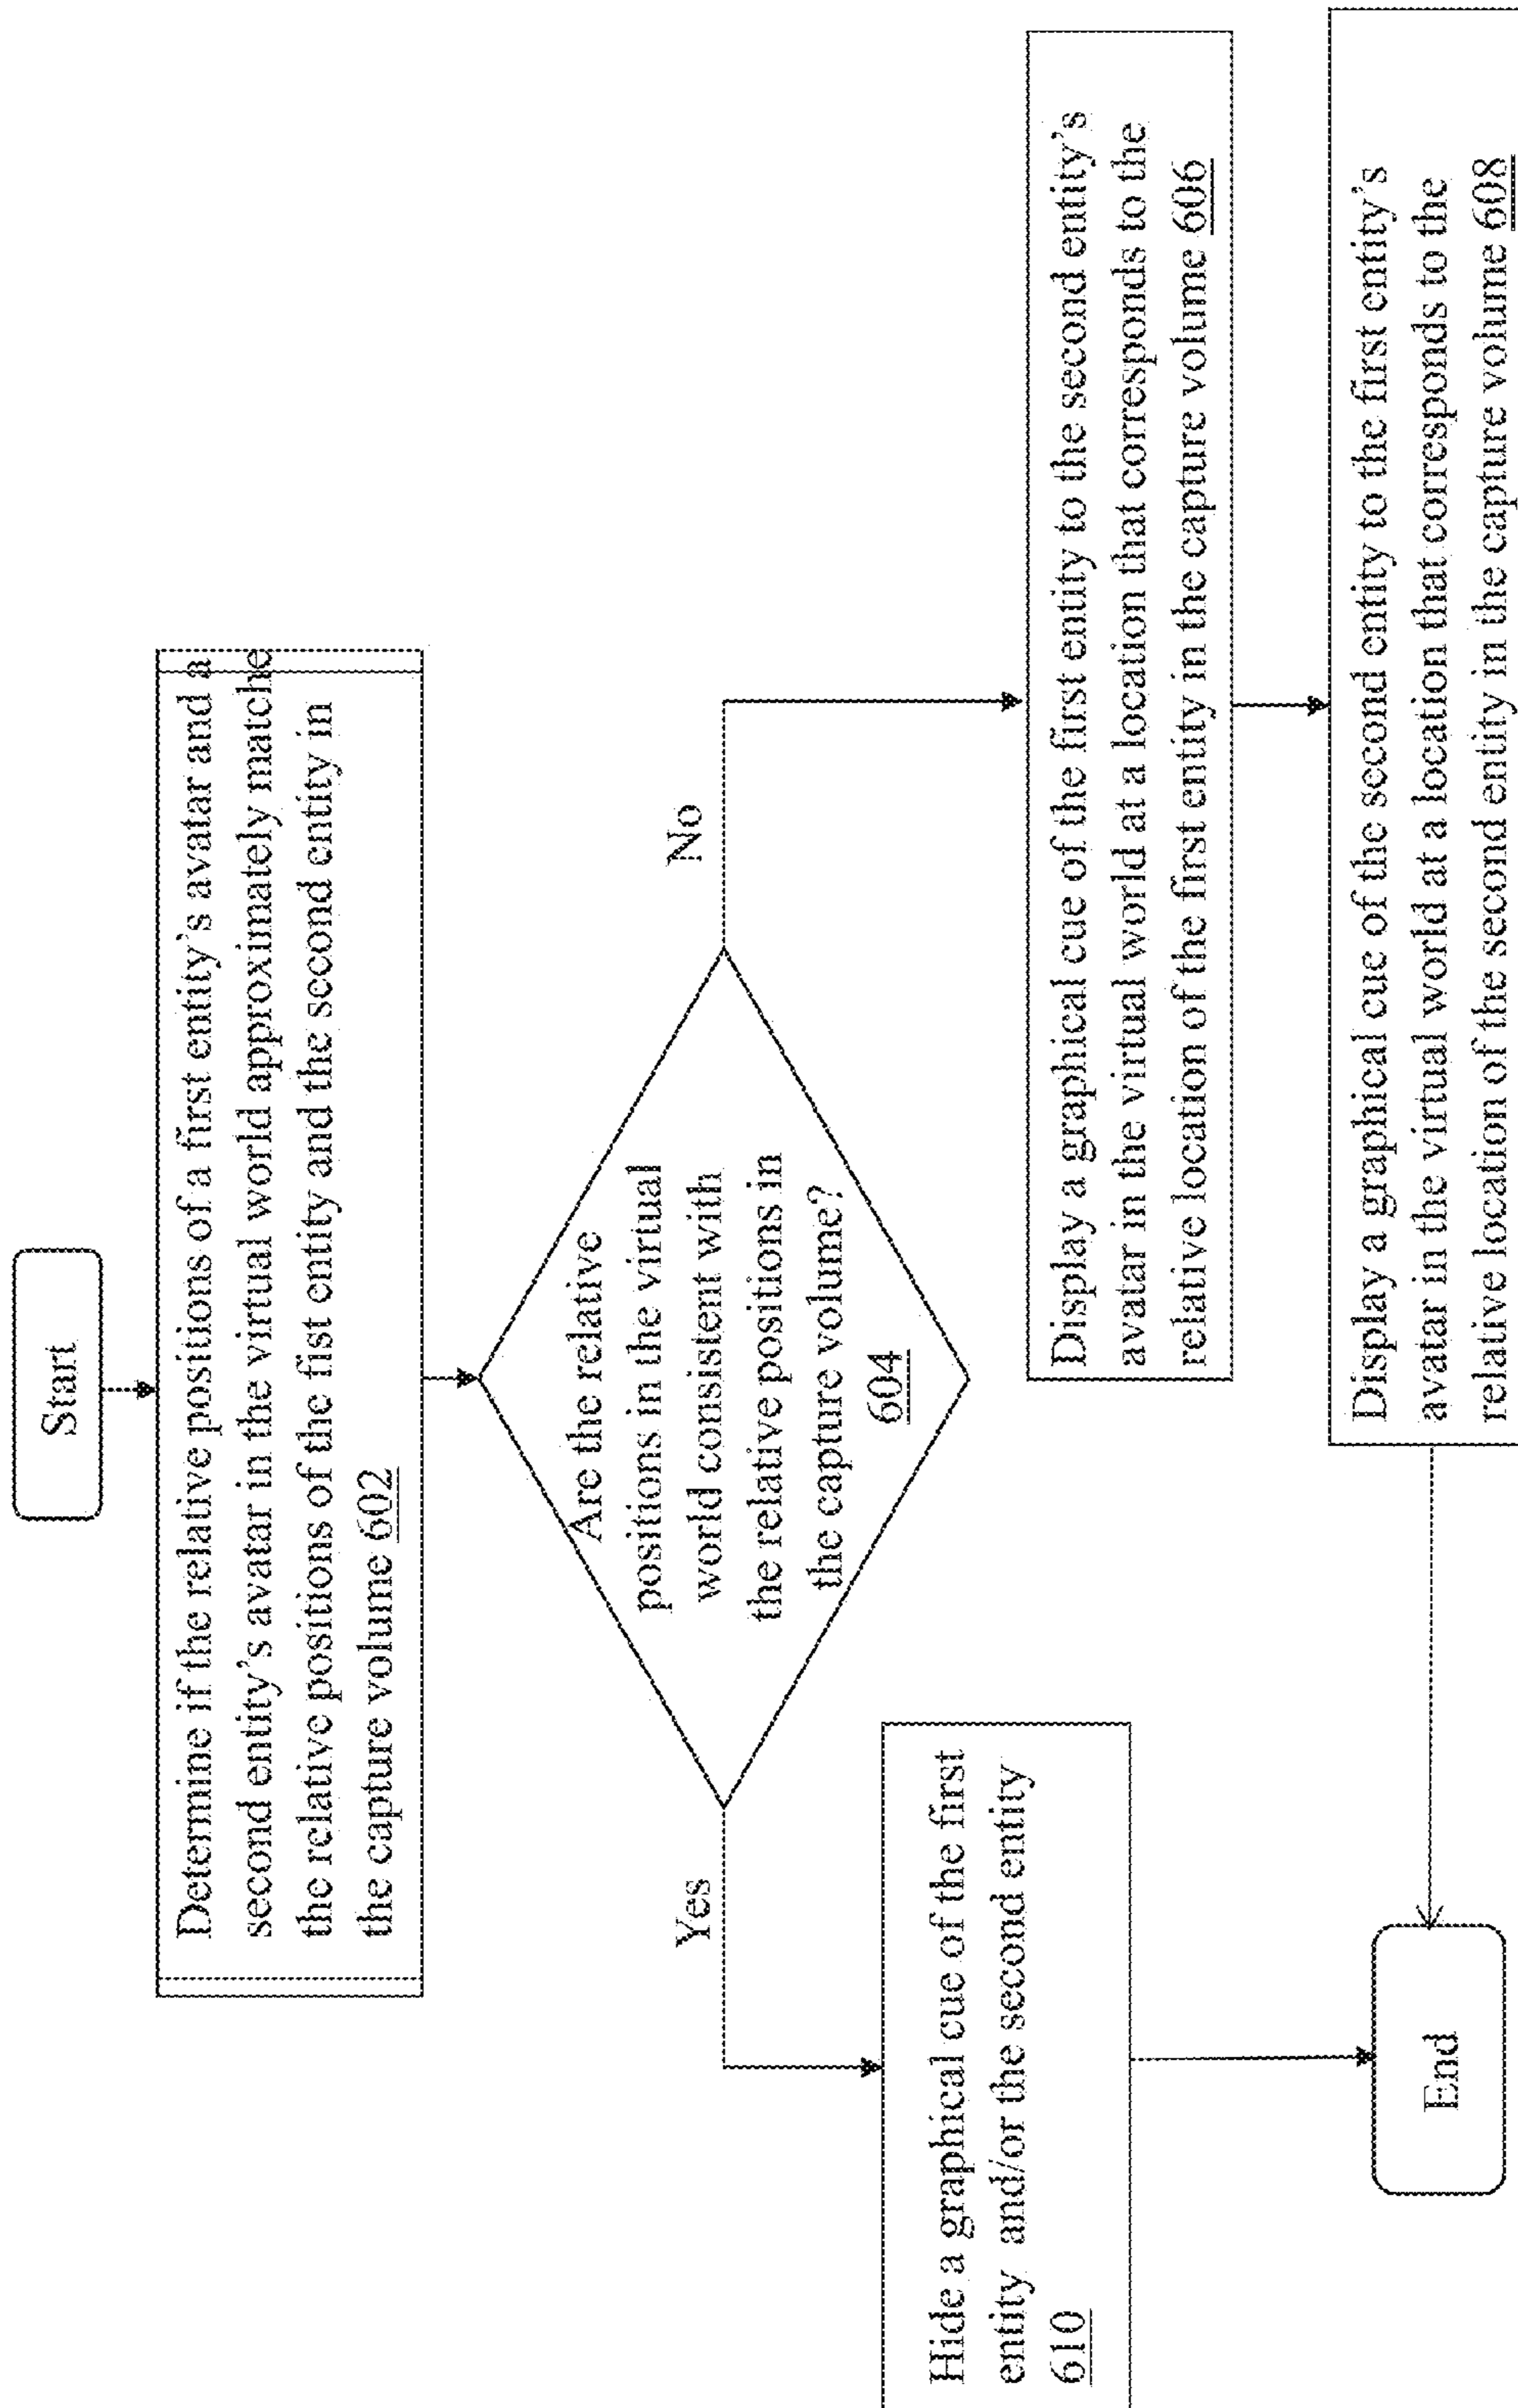 Start
Determine if the relative positions of a first entity's avatar and a
second entity's avatar in the virtual world approximately matche
the relative positions of the fist entity and the second entity in
the capture volume 602
Are the relative
positions in the virtual
world consistent with
the relative positions in
the capture volume?
604
Yes
No
Hide a graphical cue of the first
entity and/or the second entity
610
Display a graphical cue of the first entity to the second entity's
avatar in the virtual world at a location that corresponds to the
relative location of the first entity in the capture volume 606
Display a graphical cue of the second entity to the first entity's
avatar in the virtual world at a location that corresponds to the
relative location of the second entity in the capture volume 608
End